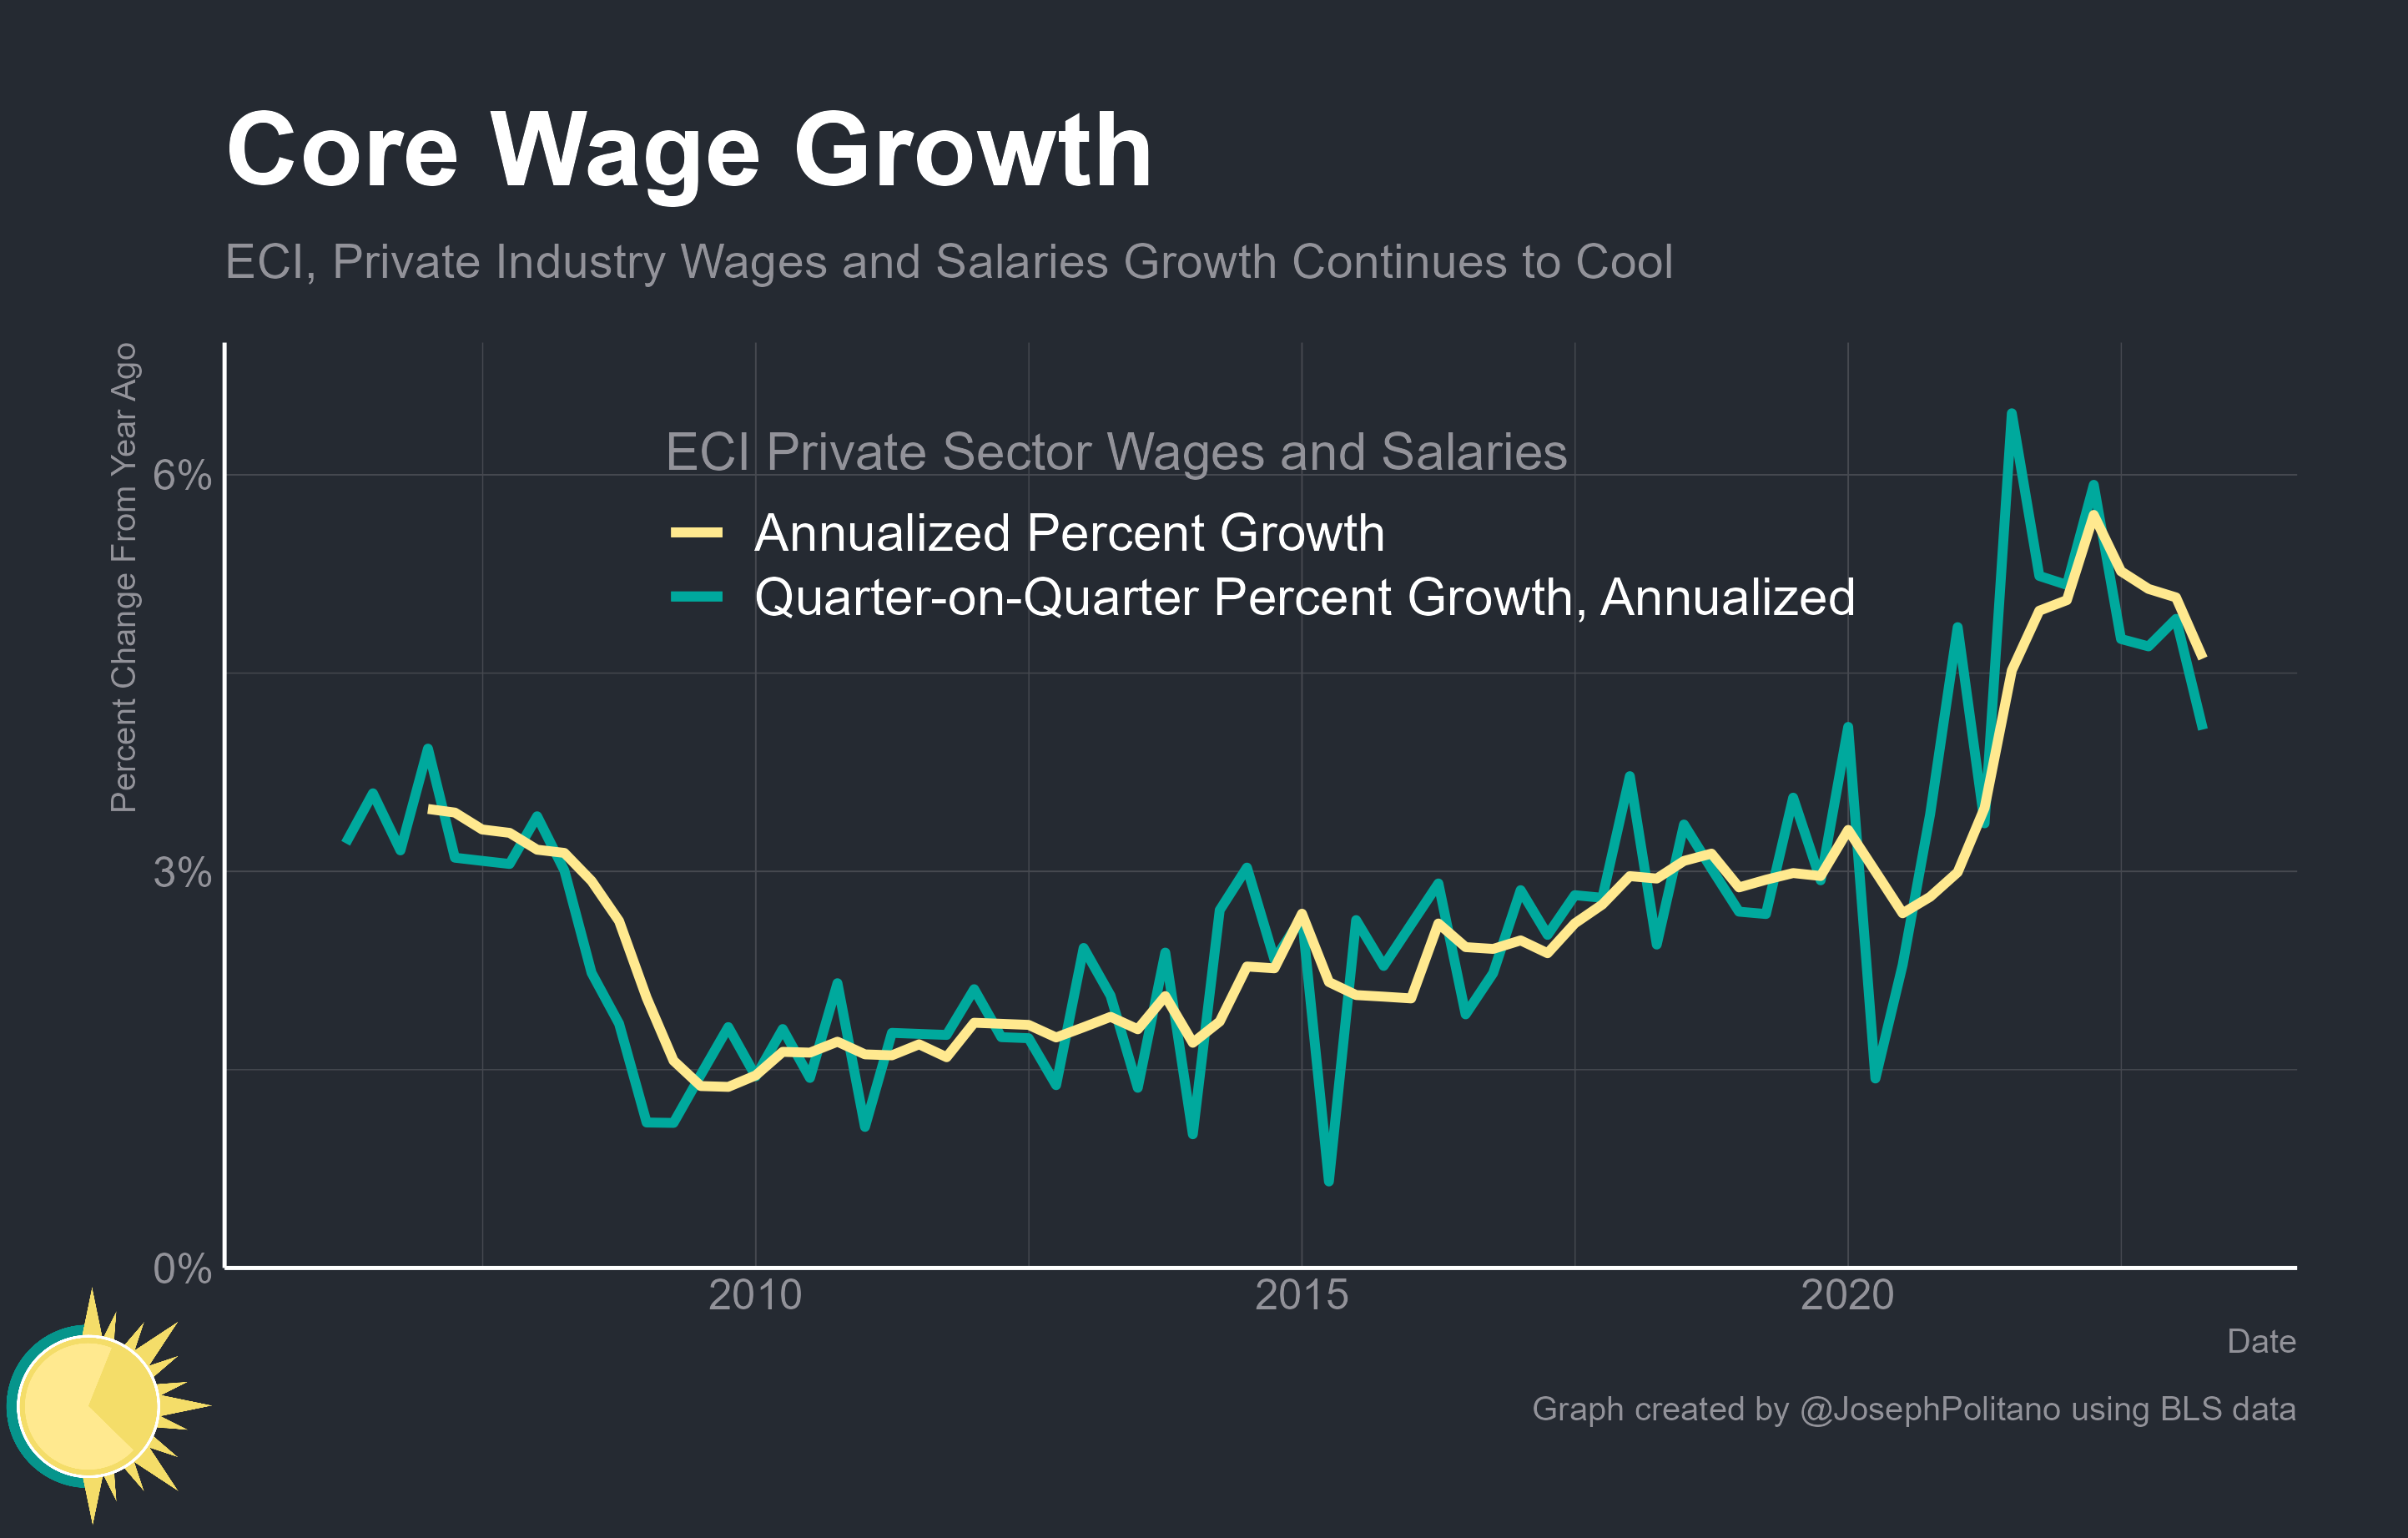 Core Wage Growth
ECI, Private Industry Wages and Salaries Growth Continues to Cool
Percent Change From Year Ago
6%
3%
0%
ECI Private Sector Wages and Salaries
Annualized Percent Growth
Quarter-on-Quarter Percent Growth, Annualized
2010
2015
2020
Date
Graph created by @JosephPolitano using BLS data